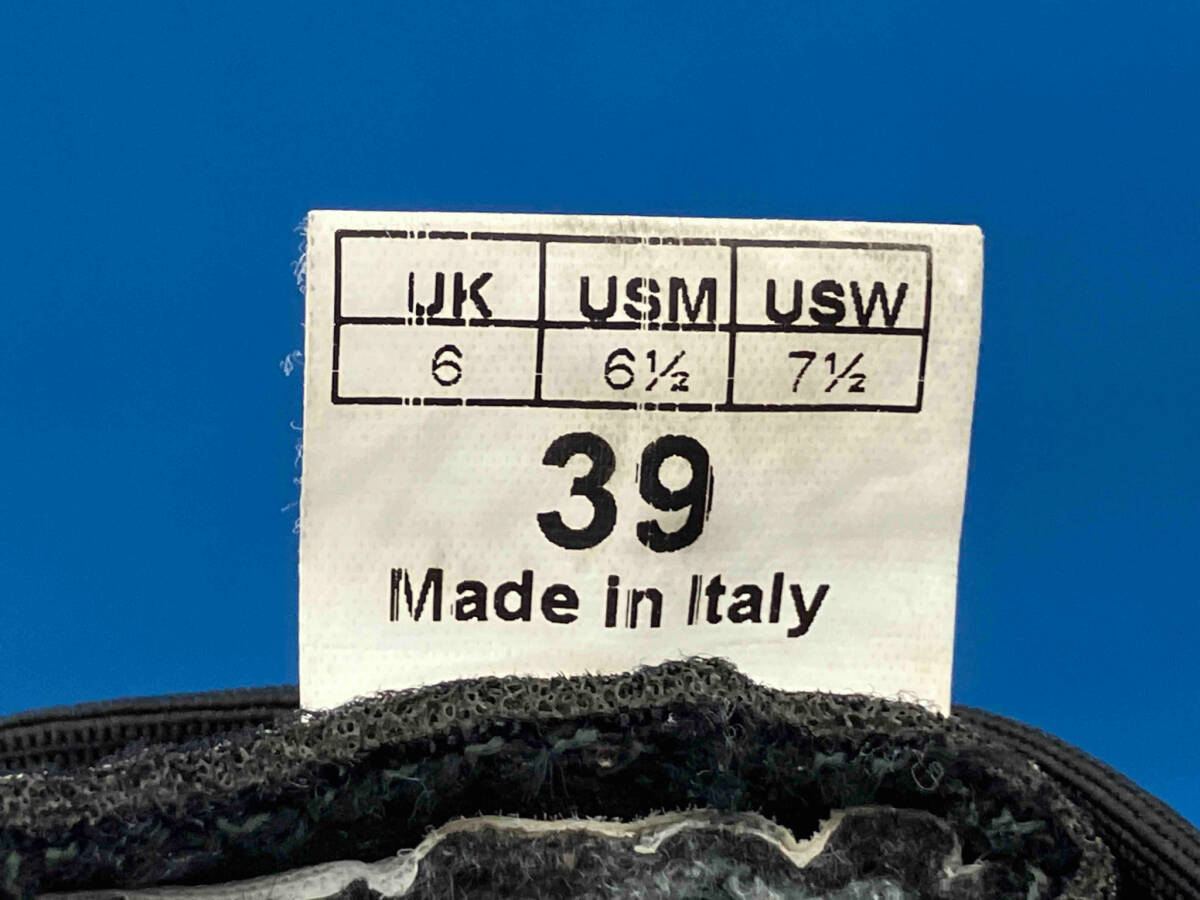 UK USM USW
6 6½ 7½
39
Made in Italy